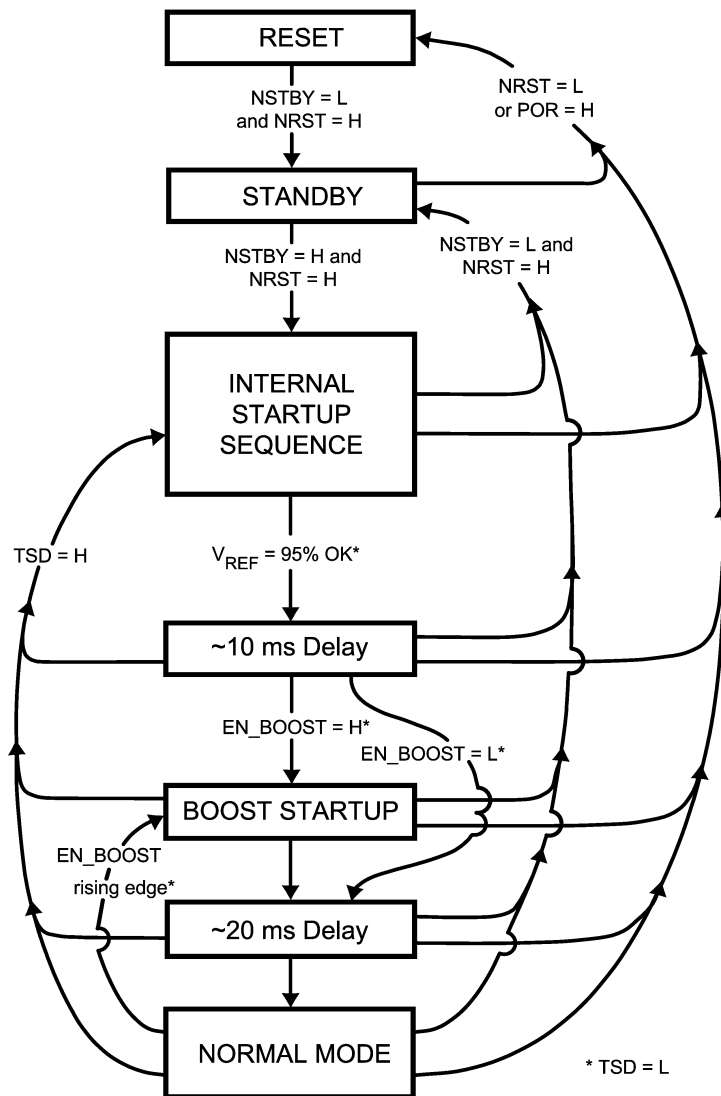 RESET
NSTBY = L
and NRST = H
NRST = L
or POR = H
STANDBY
NSTBY = H and
NRST = H
NSTBY = L and
NRST = H
INTERNAL
STARTUP
SEQUENCE
TSD = H
VREF = 95% OK*
~10 ms Delay
EN_BOOST = H*
EN_BOOST = L*
BOOST STARTUP
EN_BOOST
rising edge*
~20 ms Delay
NORMAL MODE
* TSD = L